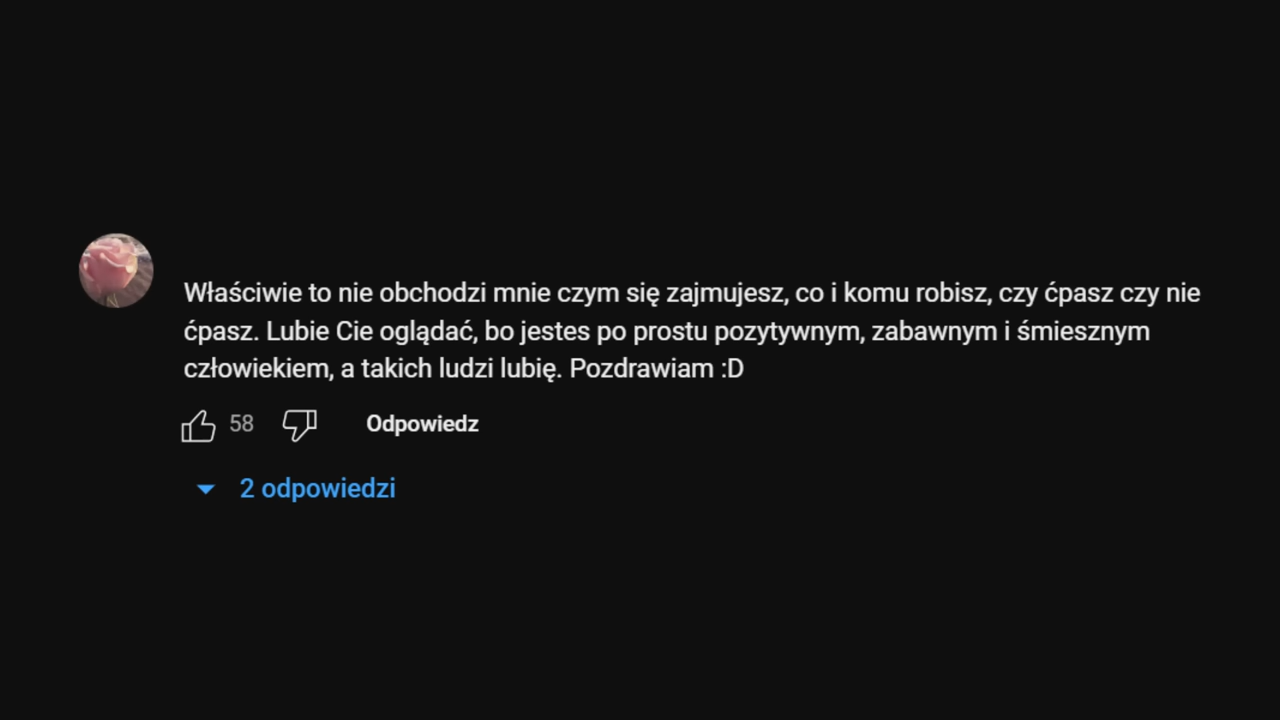 Właściwie to nie obchodzi mnie czym się zajmujesz, co i komu robisz, czy ćpasz czy nie
ćpasz. Lubie Cie oglądać, bo jestes po prostu pozytywnym, zabawnym i śmiesznym
człowiekiem, a takich ludzi lubię. Pozdrawiam :D
58 Odpowiedz
2 odpowiedzi